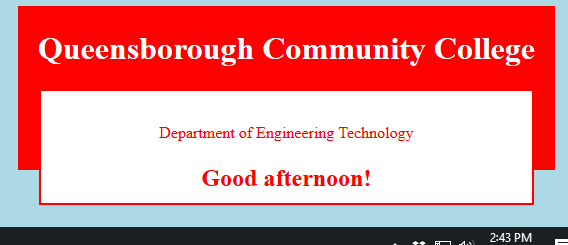 Queensborough Community College
Department of Engineering Technology
Good afternoon!
2:43 PM